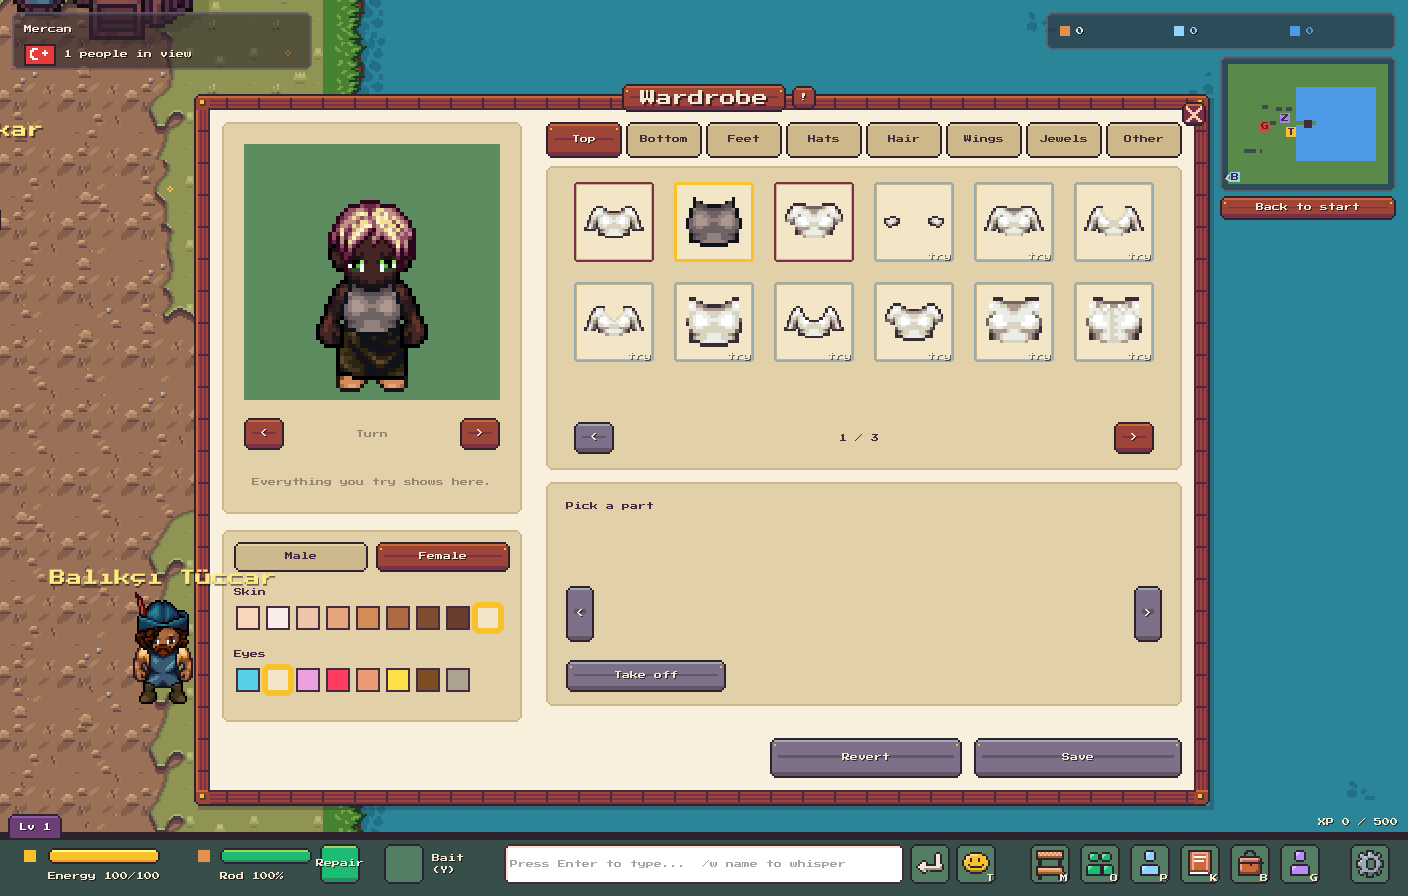 Mercan
1 people in view
0
0
0
kar
Wardrobe
!
X
Top
Bottom
Feet
Hats
Hair
Wings
Jewels
Other
Z
G
T
B
Back to start
try
try
try
try
try
try
try
try
try
<
Turn
>
<
1 / 3
>
Everything you try shows here.
Pick a part
Male
Female
Balıkçı Tüccar
Skin
<
>
Eyes
Take off
Revert
Save
Lv 1
XP 0 / 500
Energy 100/100
Rod 100%
Repair
Bait
(Y)
Press Enter to type... /w name to whisper
T
M
O
P
K
B
G